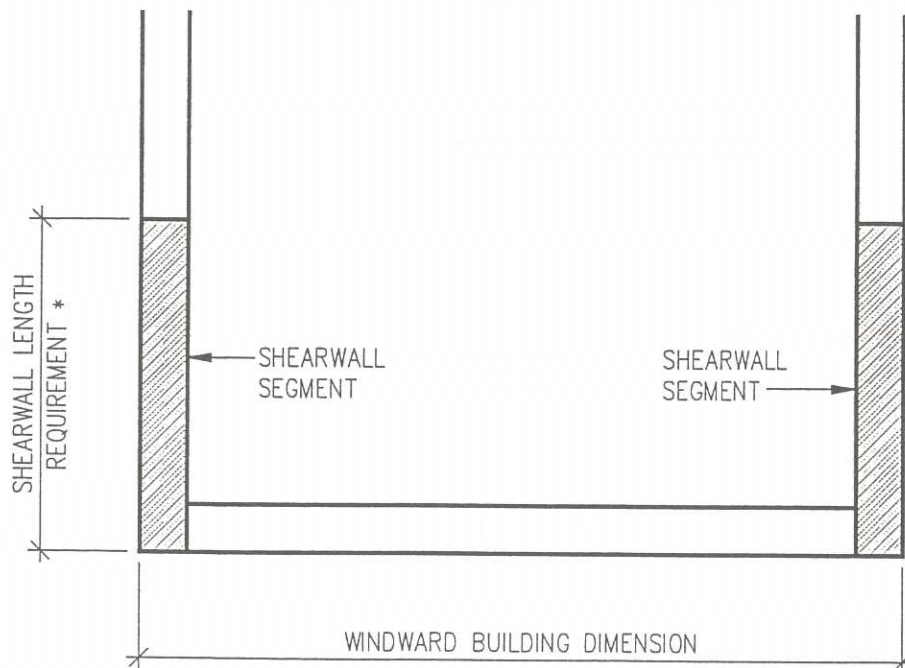 SHEARWALL LENGTH
REQUIREMENT *
SHEARWALL
SEGMENT
SHEARWALL
SEGMENT
WINDWARD BUILDING DIMENSION